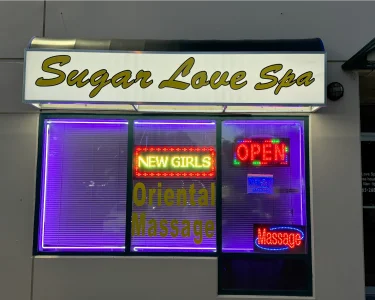 Sugar Love Spa
NEW GIRLS
OPEN
Oriental
Massage
Massage